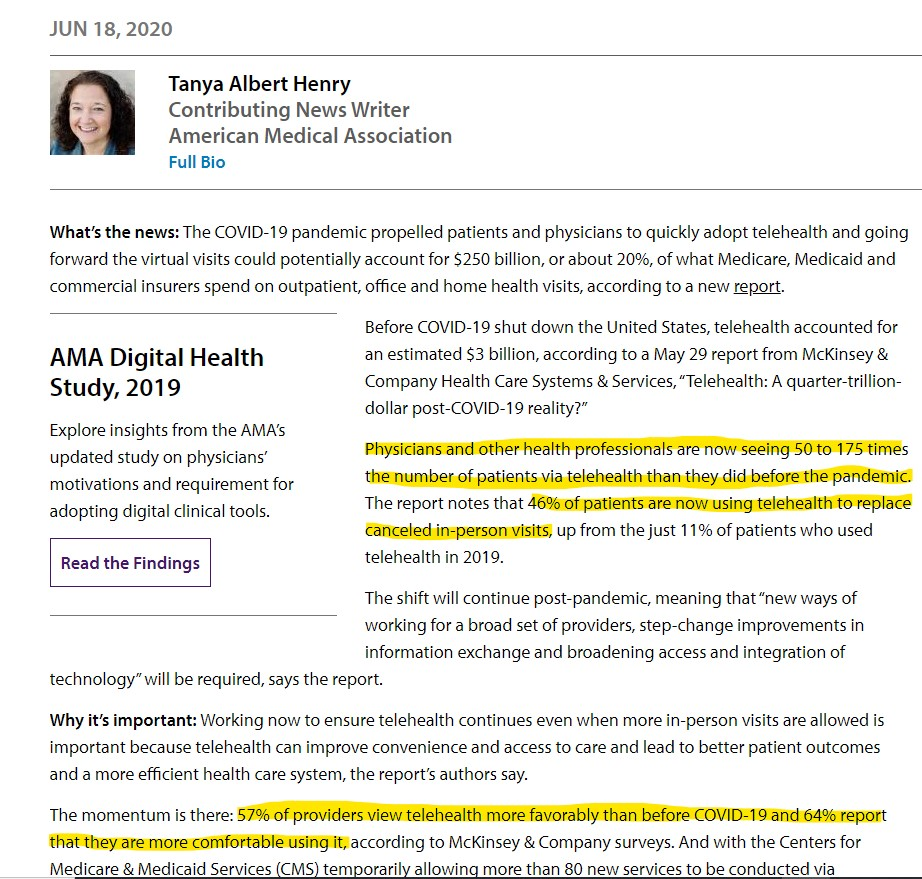 JUN 18, 2020
Tanya Albert Henry
Contributing News Writer
American Medical Association
Full Bio
What's the news: The COVID-19 pandemic propelled patients and physicians to quickly adopt telehealth and going
forward the virtual visits could potentially account for $250 billion, or about 20%, of what Medicare, Medicaid and
commercial insurers spend on outpatient, office and home health visits, according to a new report.
AMA Digital Health
Study, 2019
Explore insights from the AMA's
updated study on physicians'
motivations and requirement for
adopting digital clinical tools.
Read the Findings
Before COVID-19 shut down the United States, telehealth accounted for
an estimated $3 billion, according to a May 29 report from McKinsey &
Company Health Care Systems & Services, "Telehealth: A quarter-trillion-
dollar post-COVID-19 reality?"
Physicians and other health professionals are now seeing 50 to 175 times
the number of patients via telehealth than they did before the pandemic.
The report notes that 46% of patients are now using telehealth to replace
canceled in-person visits, up from the just 11% of patients who used
telehealth in 2019.
The shift will continue post-pandemic, meaning that "new ways of
working for a broad set of providers, step-change improvements in
information exchange and broadening access and integration of
technology" will be required, says the report.
Why it's important: Working now to ensure telehealth continues even when more in-person visits are allowed is
important because telehealth can improve convenience and access to care and lead to better patient outcomes
and a more efficient health care system, the report's authors say.
The momentum is there: 57% of providers view telehealth more favorably than before COVID-19 and 64% report
that they are more comfortable using it, according to McKinsey & Company surveys. And with the Centers for
Medicare & Medicaid Services (CMS) temporarily allowing more than 80 new services to be conducted via